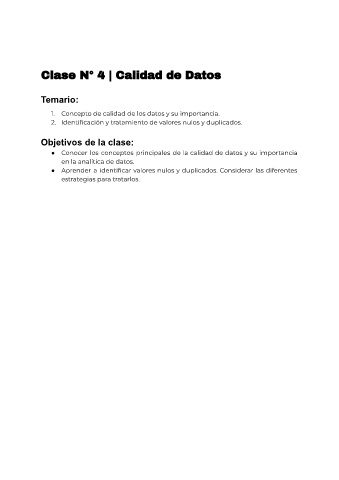 Clase N° 4 | Calidad de Datos
Temario:
1. Concepto de calidad de los datos y su importancia.
2. Identificación y tratamiento de valores nulos y duplicados.
Objetivos de la clase:
● Conocer los conceptos principales de la calidad de datos y su importancia
en la analítica de datos.
● Aprender a identificar valores nulos y duplicados. Considerar las diferentes
estrategias para tratarlos.